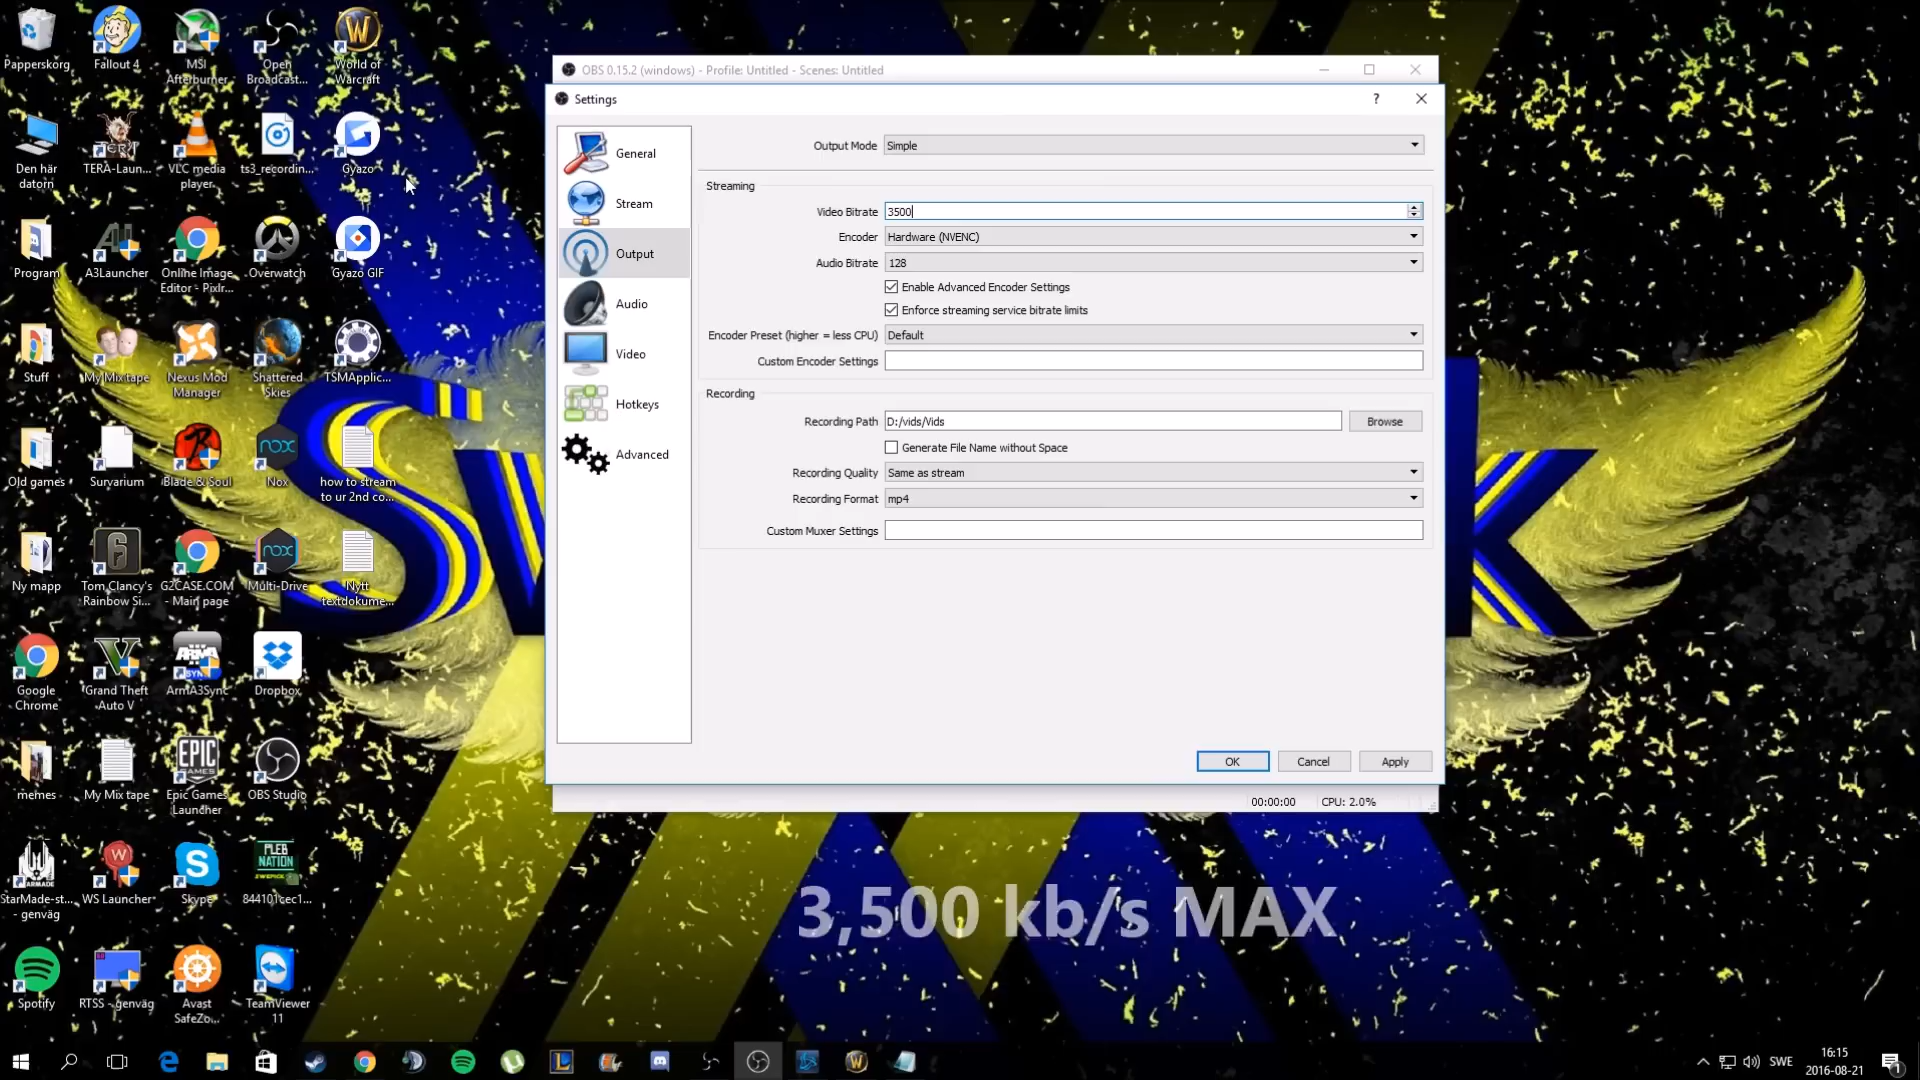 Papperskorg
Fallout 4
MSI
Afterburner
Open
Broadcast...
World of
Warcraft
Den här
datorn
TERA-Laun...
VLC media
player
ts3_recordin...
Gyazo
Program
A3Launcher
Online Image
Editor - Pixlr...
Overwatch
Gyazo GIF
Stuff
My Mix tape
Nexus Mod
Manager
Shattered
Skies
TSMApplic...
Old games
Survarium
Blade & Soul
Nox
how to stream
to ur 2nd co...
Ny mapp
Tom Clancy's
Rainbow Si...
G2CASE.COM
- Main page
Multi-Drive
Nytt
textdokume...
Google
Chrome
Grand Theft
Auto V
ArmA3Sync
Dropbox
memes
My Mix tape
Epic Games
Launcher
OBS Studio
StarMade-st...
- genväg
WS Launcher
Skype
844101cec1...
Spotify
RTSS - genväg
Avast
SafeZo...
TeamViewer
11
OBS 0.15.2 (windows) - Profile: Untitled - Scenes: Untitled
Settings
?
General
Stream
Output
Audio
Video
Hotkeys
Advanced
Output Mode Simple
Streaming
Video Bitrate 3500
Encoder Hardware (NVENC)
Audio Bitrate 128
Enable Advanced Encoder Settings
Enforce streaming service bitrate limits
Encoder Preset (higher = less CPU) Default
Custom Encoder Settings
Recording
Recording Path D:/vids/Vids Browse
Generate File Name without Space
Recording Quality Same as stream
Recording Format mp4
Custom Muxer Settings
OK Cancel Apply
00:00:00 CPU: 2.0%
3,500 kb/s MAX
SWE
16:15
2016-08-21